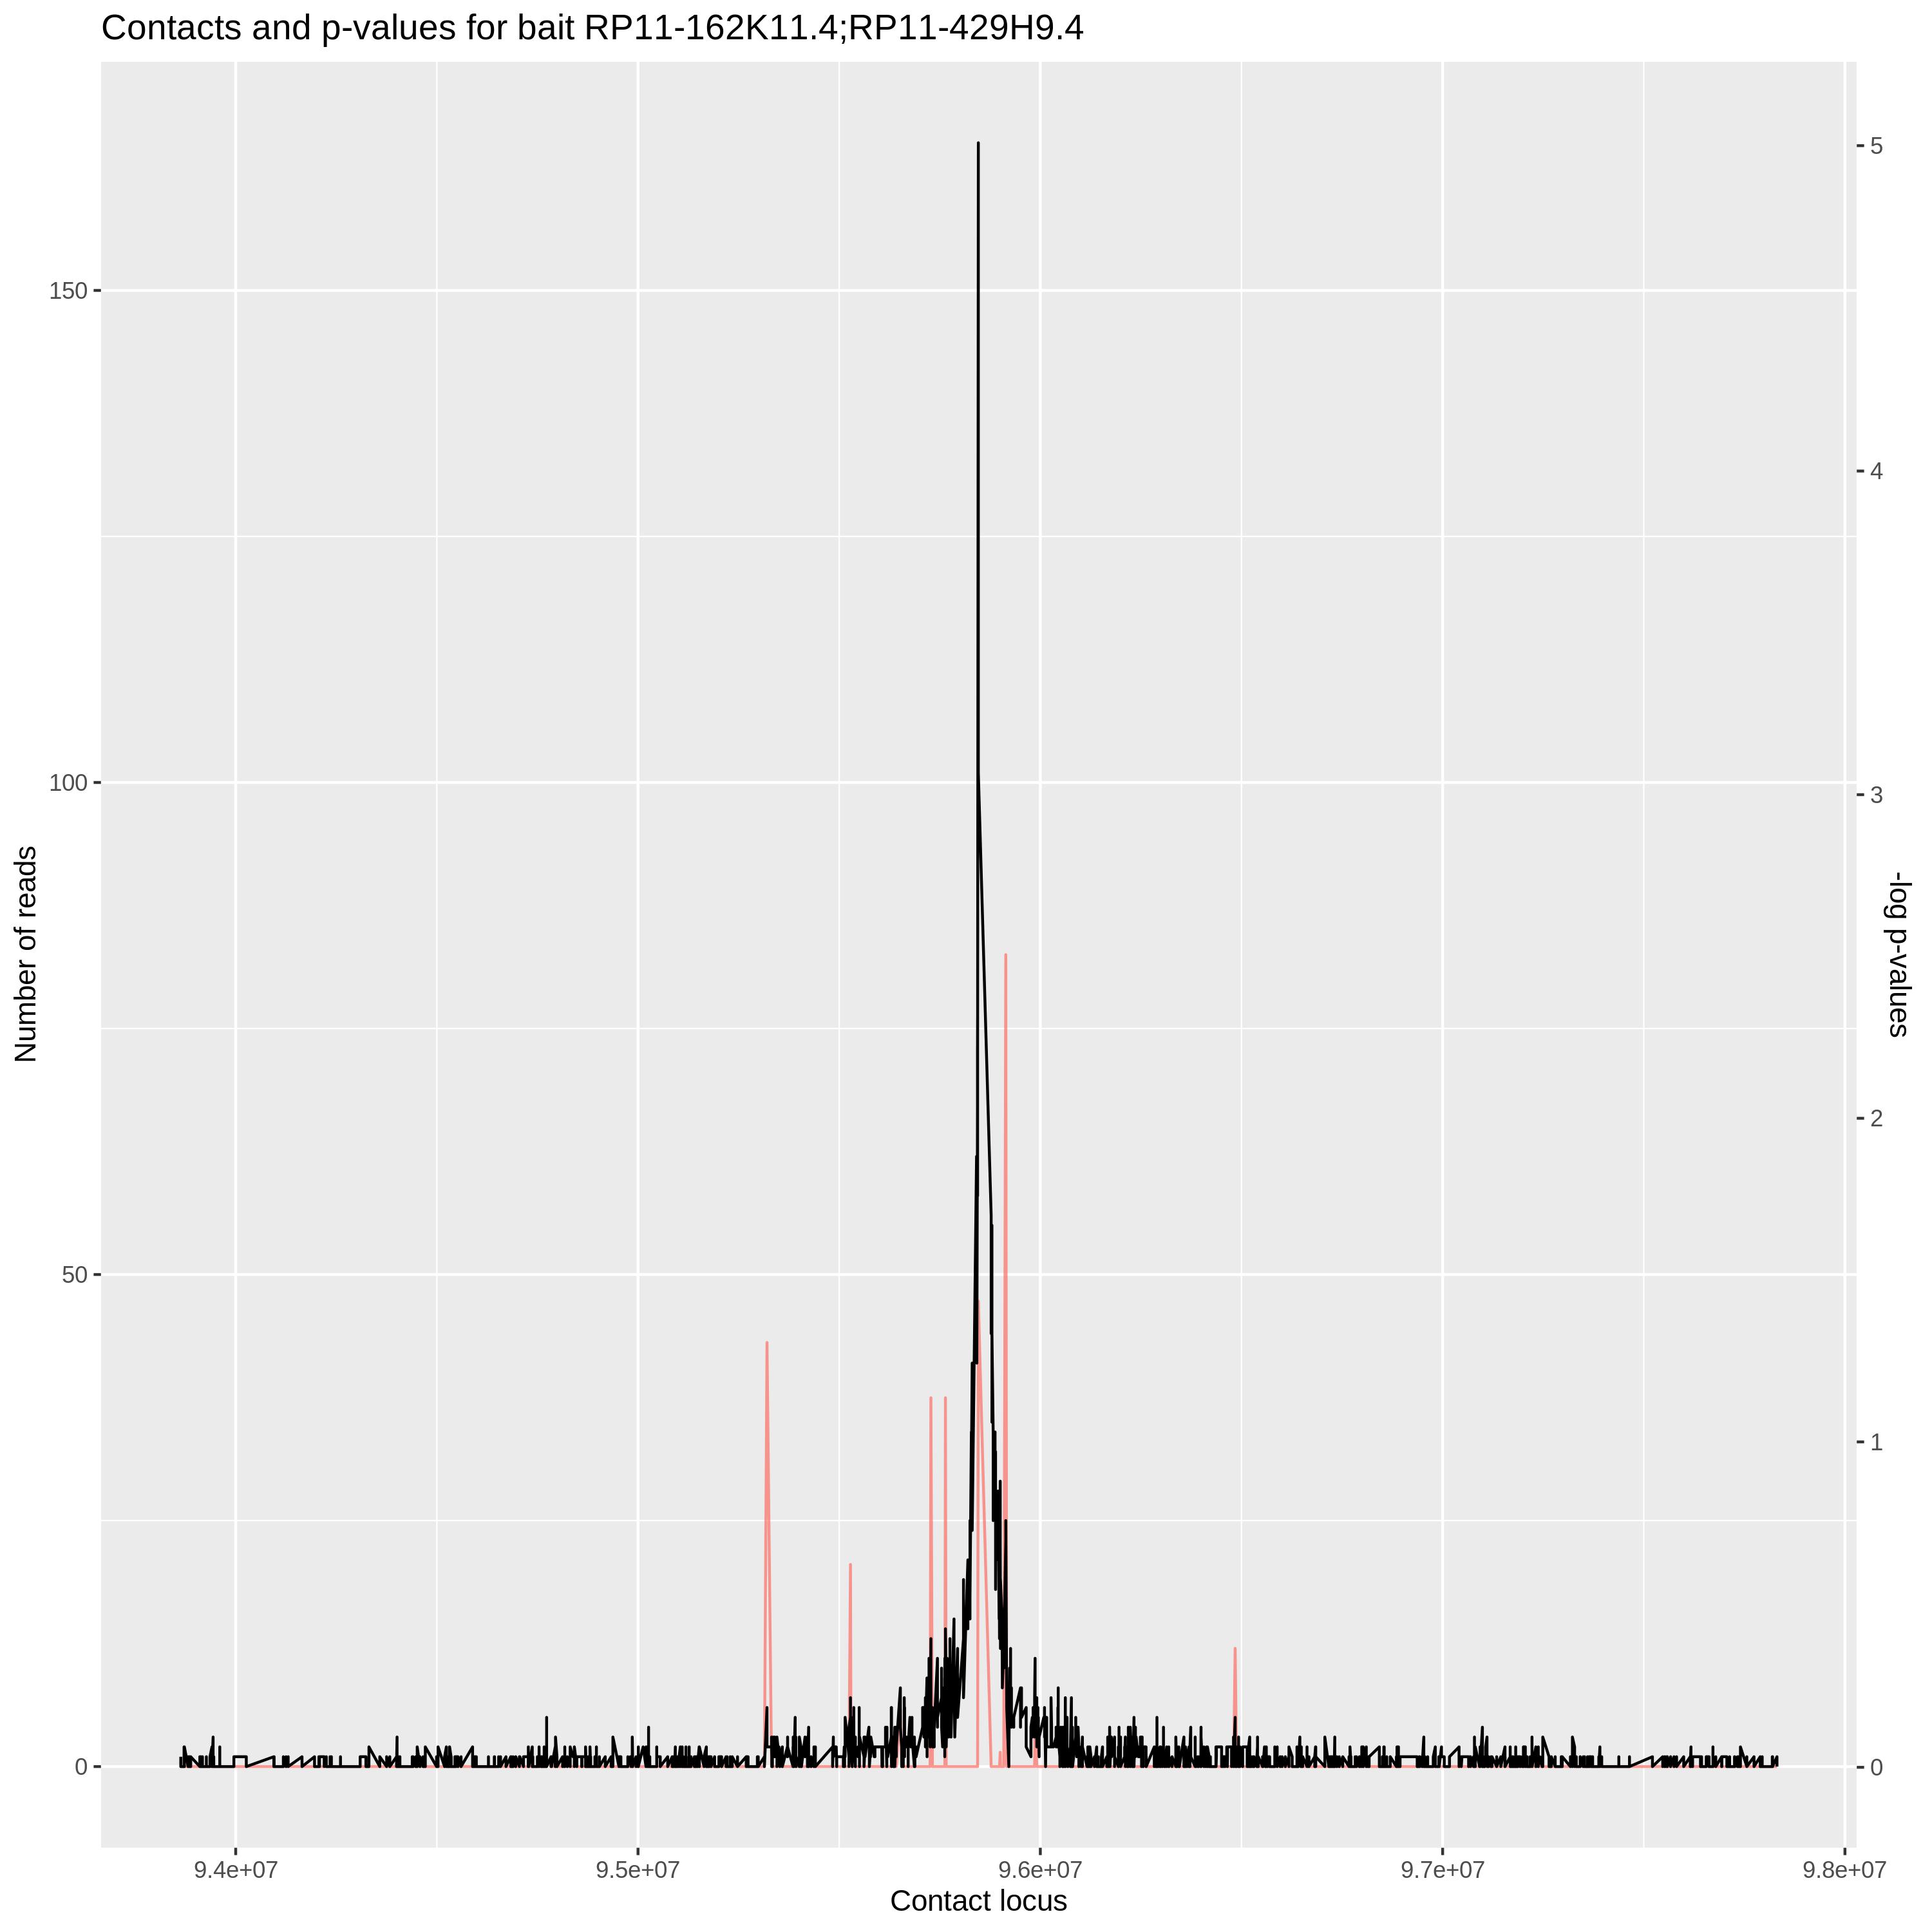 Contacts and p-values for bait RP11-162K11.4;RP11-429H9.4
150
100
50
0
Number of reads
5
4
3
2
1
0
-log p-values
9.4e+07 9.5e+07 9.6e+07 9.7e+07 9.8e+07
Contact locus